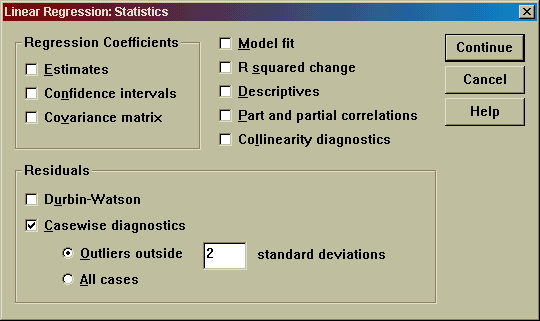 Linear Regression: Statistics
Regression Coefficients
Estimates
Confidence intervals
Covariance matrix
Model fit
R squared change
Descriptives
Part and partial correlations
Collinearity diagnostics
Continue
Cancel
Help
Residuals
Durbin-Watson
Casewise diagnostics
Outliers outside 2 standard deviations
All cases